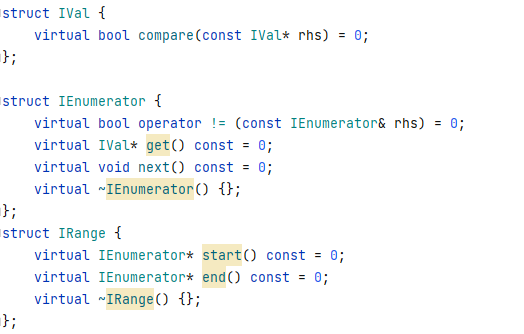 struct IVal {
    virtual bool compare(const IVal* rhs) = 0;
};

struct IEnumerator {
    virtual bool operator != (const IEnumerator& rhs) = 0;
    virtual IVal* get() const = 0;
    virtual void next() const = 0;
    virtual ~IEnumerator() {};
};
struct IRange {
    virtual IEnumerator* start() const = 0;
    virtual IEnumerator* end() const = 0;
    virtual ~IRange() {};
};